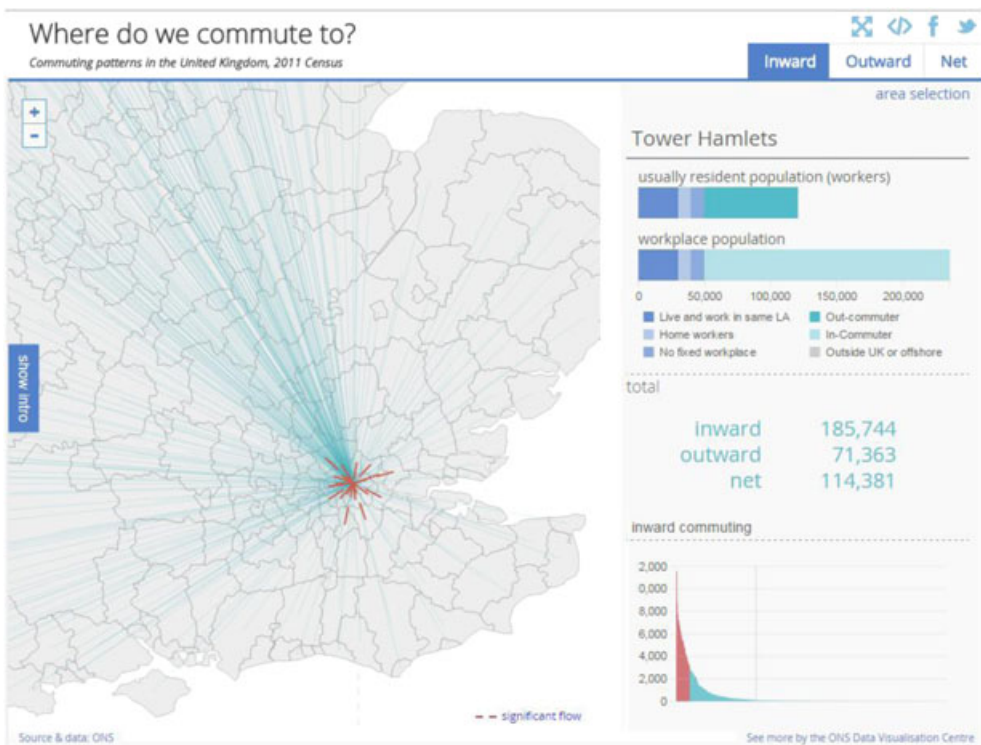 Where do we commute to?
Commuting patterns in the United Kingdom, 2011 Census
Inward Outward Net
area selection
+
-
show intro
Tower Hamlets
usually resident population (workers)
workplace population
0 50,000 100,000 150,000 200,000
Live and work in same LA Out-commuter
Home workers In-Commuter
No fixed workplace Outside UK or offshore
total
inward 185,744
outward 71,363
net 114,381
inward commuting
2,000
0,000
8,000
6,000
4,000
2,000
0
significant flow
Source & data: ONS
See more by the ONS Data Visualisation Centre